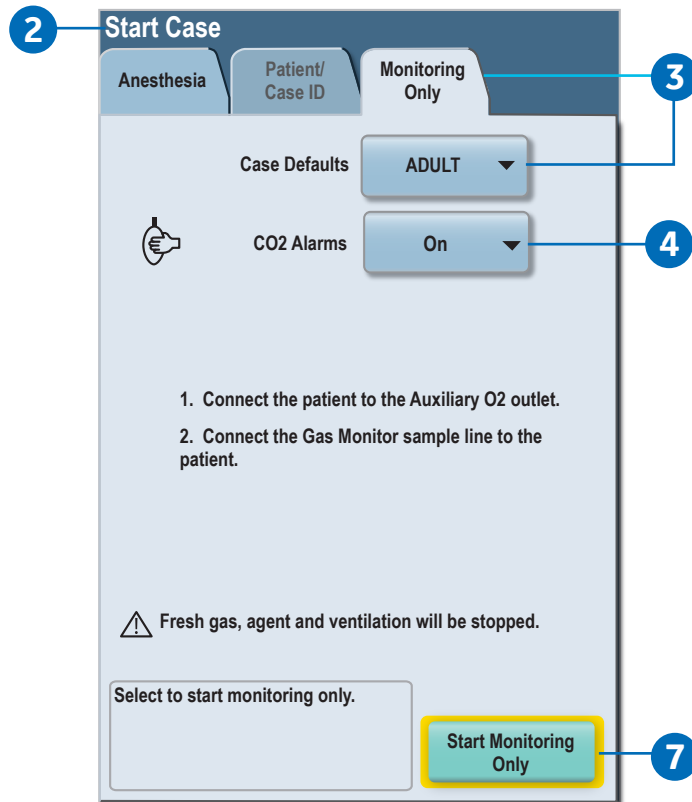 2
Start Case
Anesthesia
Patient/
Case ID
Monitoring
Only
3
Case Defaults
ADULT
CO2 Alarms
On
4
1. Connect the patient to the Auxiliary O2 outlet.
2. Connect the Gas Monitor sample line to the
patient.
Fresh gas, agent and ventilation will be stopped.
Select to start monitoring only.
Start Monitoring
Only
7